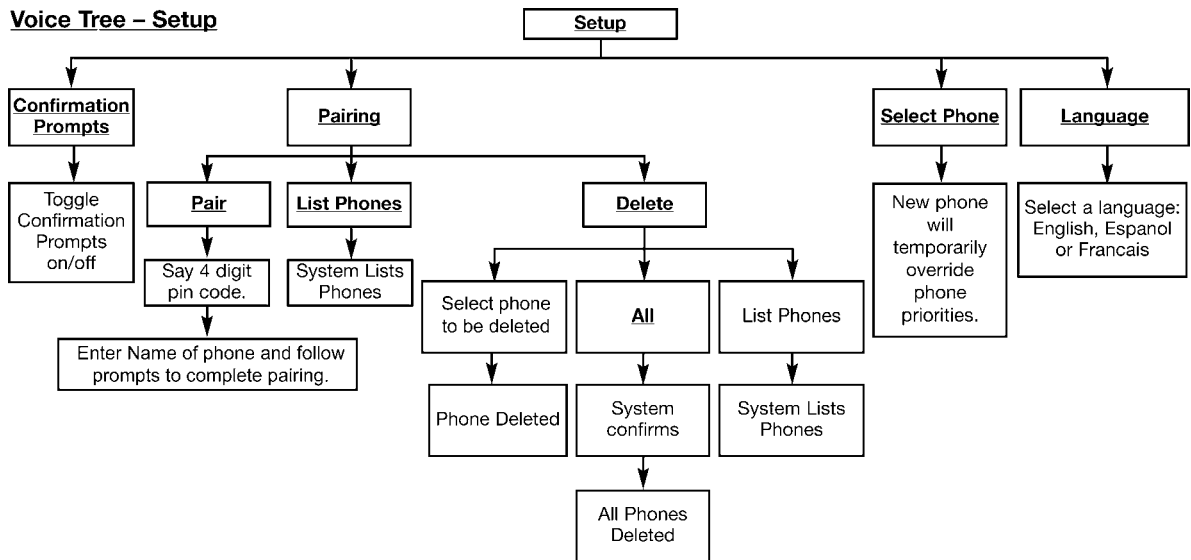 Voice Tree – Setup
Setup
Confirmation
Prompts
Pairing
Select Phone
Language
Toggle
Confirmation
Prompts
on/off
Pair
List Phones
Delete
New phone
will
temporarily
override
phone
priorities.
Select a language:
English, Espanol
or Francais
Say 4 digit
pin code.
System Lists
Phones
Enter Name of phone and follow
prompts to complete pairing.
Select phone
to be deleted
All
List Phones
Phone Deleted
System
confirms
System Lists
Phones
All Phones
Deleted